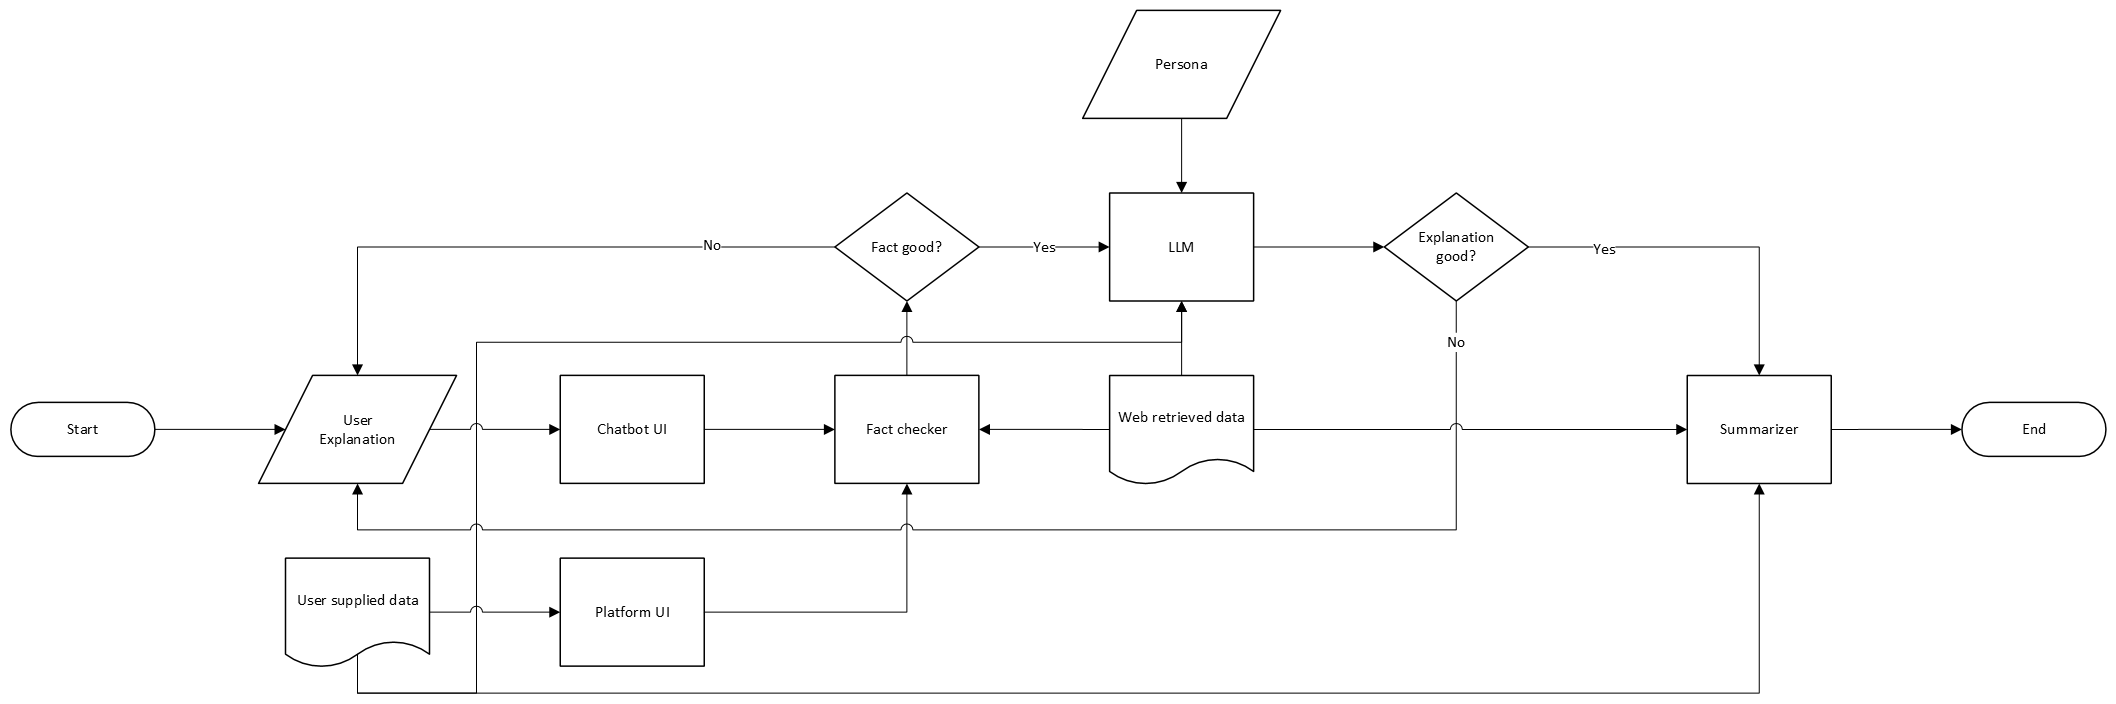 Persona
No
Fact good?
Yes
LLM
Explanation
good?
Yes
No
Start
User
Explanation
Chatbot UI
Fact checker
Web retrieved data
Summarizer
End
User supplied data
Platform UI